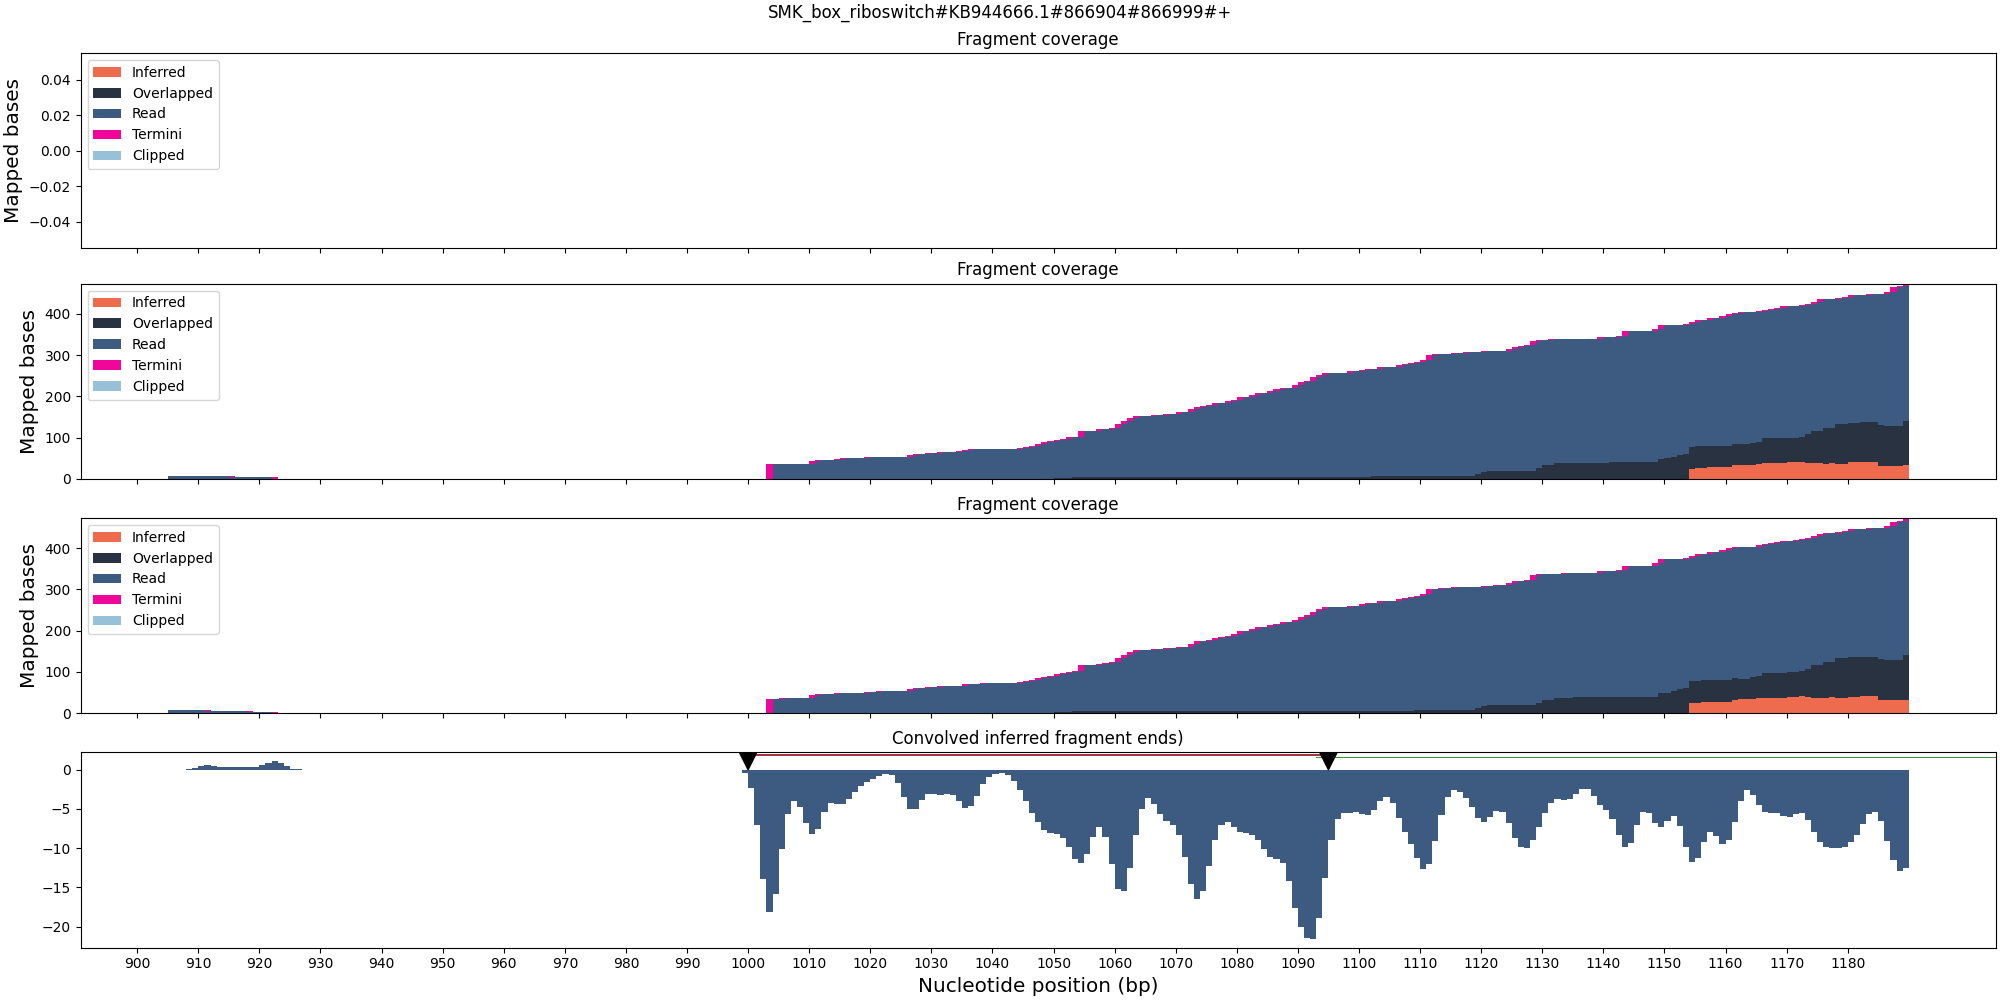 SMK_box_riboswitch#KB944666.1#866904#866999#+
Fragment coverage
Mapped bases
0.04
0.02
0.00
−0.02
−0.04
Inferred
Overlapped
Read
Termini
Clipped
Fragment coverage
Mapped bases
400
300
200
100
0
Inferred
Overlapped
Read
Termini
Clipped
Fragment coverage
Mapped bases
400
300
200
100
0
Inferred
Overlapped
Read
Termini
Clipped
Convolved inferred fragment ends)
0
−5
−10
−15
−20
900 910 920 930 940 950 960 970 980 990 1000 1010 1020 1030 1040 1050 1060 1070 1080 1090 1100 1110 1120 1130 1140 1150 1160 1170 1180
Nucleotide position (bp)